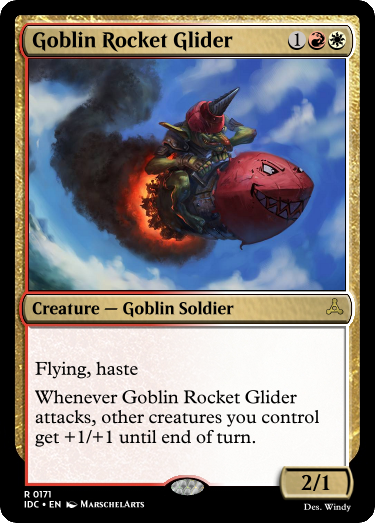 Goblin Rocket Glider 1
Creature — Goblin Soldier
Flying, haste
Whenever Goblin Rocket Glider
attacks, other creatures you control
get +1/+1 until end of turn.
2/1
R 0171
IDC • EN MarschelArts
Des. Windy